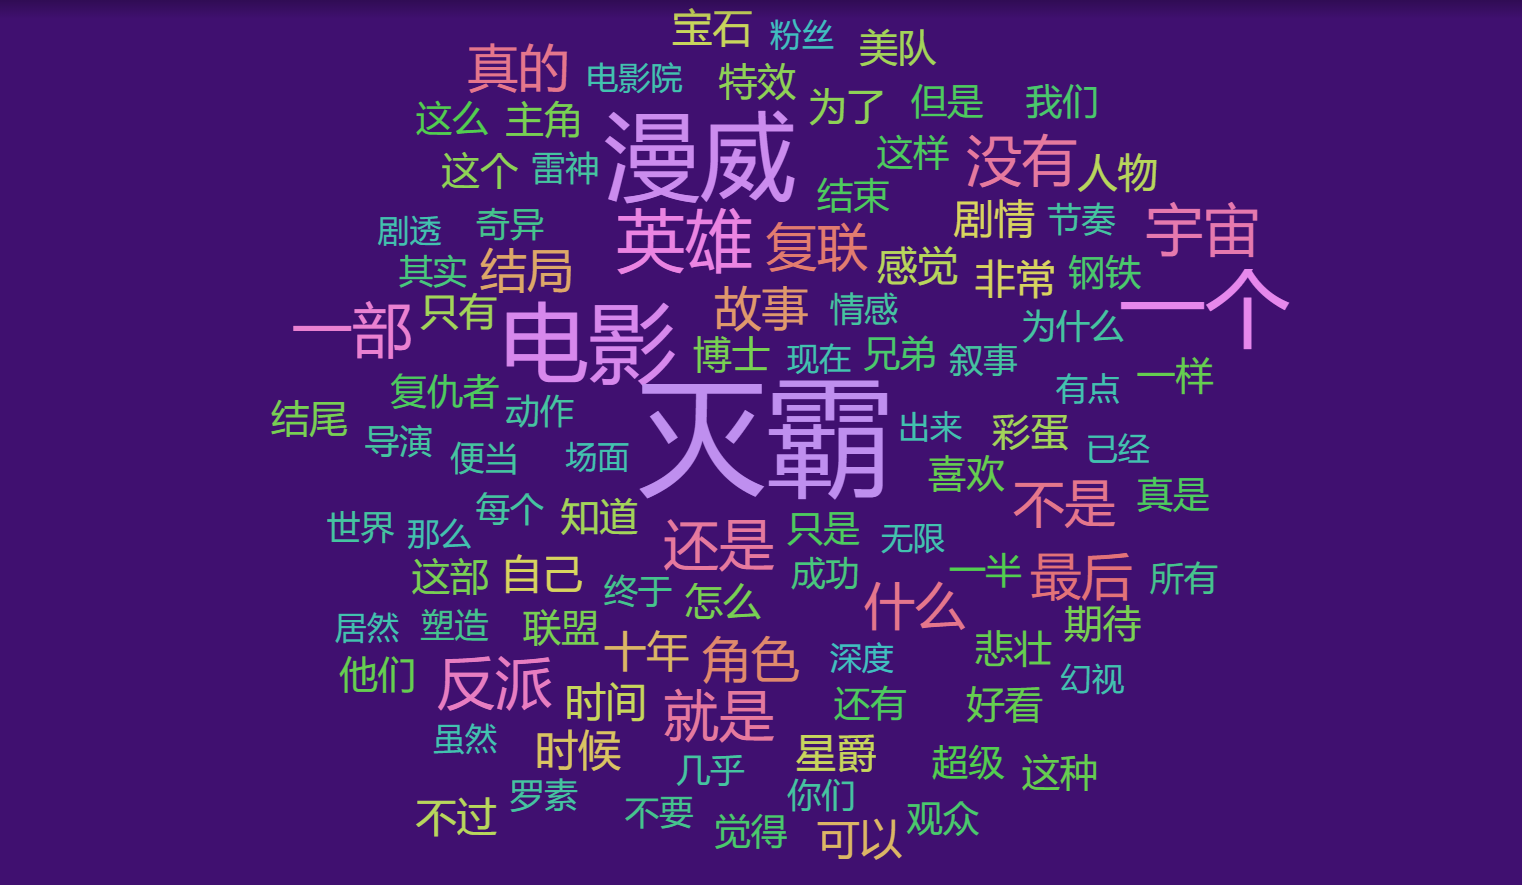 宝石
粉丝
美队
真的
电影院
特效
为了
但是
我们
这么
主角
漫威
这样
没有
人物
这个
雷神
结束
剧情
节奏
宇宙
剧透
奇异
英雄
复联
感觉
非常
钢铁
其实
结局
一个
一部
只有
电影
故事
情感
为什么
博士
现在
兄弟
叙事
有点
一样
复仇者
动作
灭霸
结尾
导演
便当
场面
出来
彩蛋
已经
喜欢
不是
真是
每个
知道
世界
那么
还是
只是
无限
这部
自己
终于
怎么
成功
什么
一半
最后
所有
居然
塑造
联盟
十年
角色
深度
悲壮
期待
他们
反派
时间
就是
还有
好看
幻视
虽然
时候
几乎
星爵
超级
这种
不过
罗素
不要
觉得
你们
可以
观众